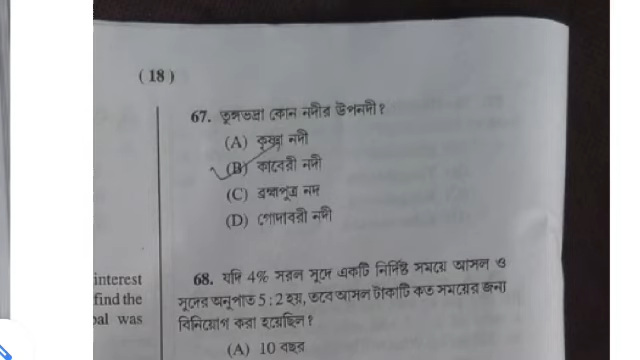 ( 18 )
67. তুঙ্গভদ্রা কোন নদীর উপনদী?
(A) কৃষ্ণা নদী
(B) কাবেরী নদী
(C) ব্রহ্মপুত্র নদ
(D) গোদাবরী নদী
interest
find the
pal was
68. যদি 4% সরল সুদে একটি নির্দিষ্ট সময়ে আসল ও
সুদের অনুপাত 5 : 2 হয়, তবে আসল টাকাটি কত সময়ের জন্য
বিনিয়োগ করা হয়েছিল?
(A) 10 বছর